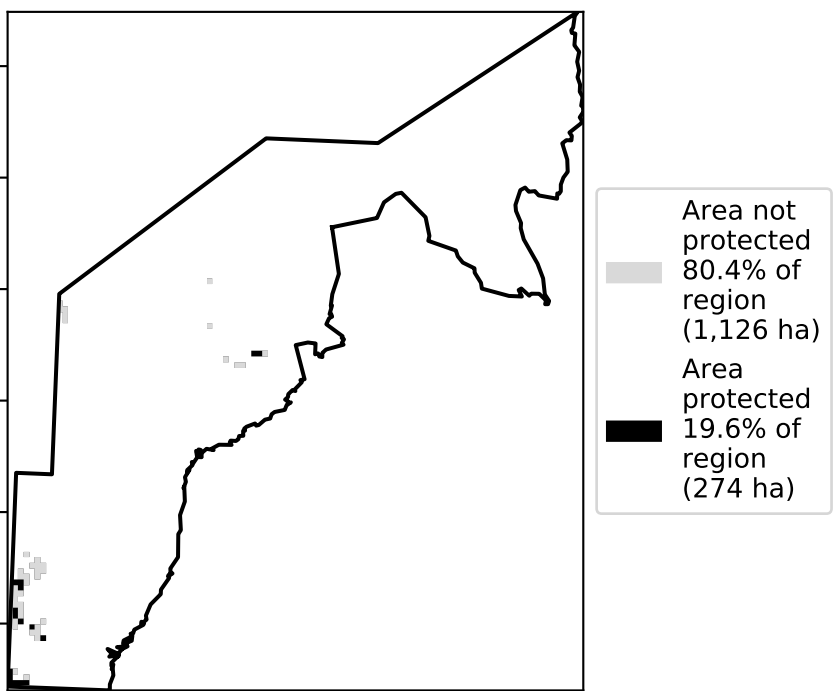 Area not
protected
80.4% of
region
(1,126 ha)
Area
protected
19.6% of
region
(274 ha)